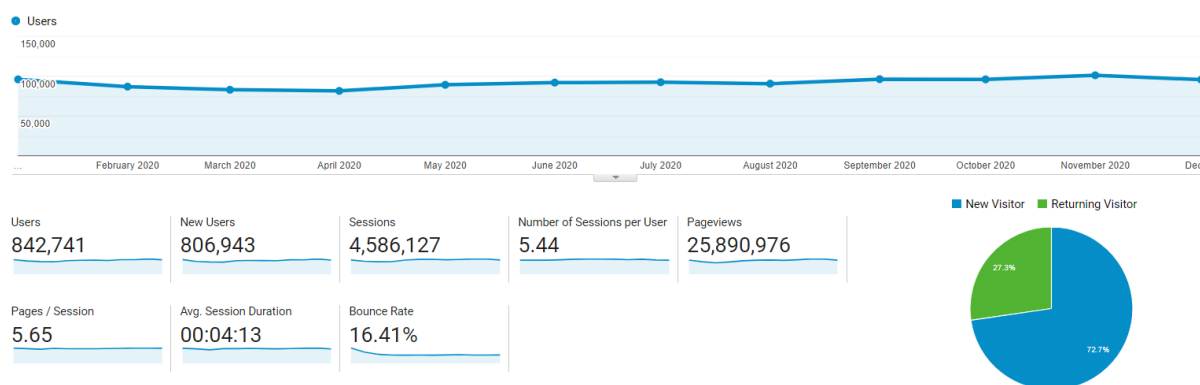 Users
150,000
100,000
50,000
... February 2020 March 2020 April 2020 May 2020 June 2020 July 2020 August 2020 September 2020 October 2020 November 2020 Dec
Users New Users Sessions Number of Sessions per User Pageviews
842,741 806,943 4,586,127 5.44 25,890,976
Pages / Session Avg. Session Duration Bounce Rate
5.65 00:04:13 16.41%
New Visitor Returning Visitor
27.3%
72.7%